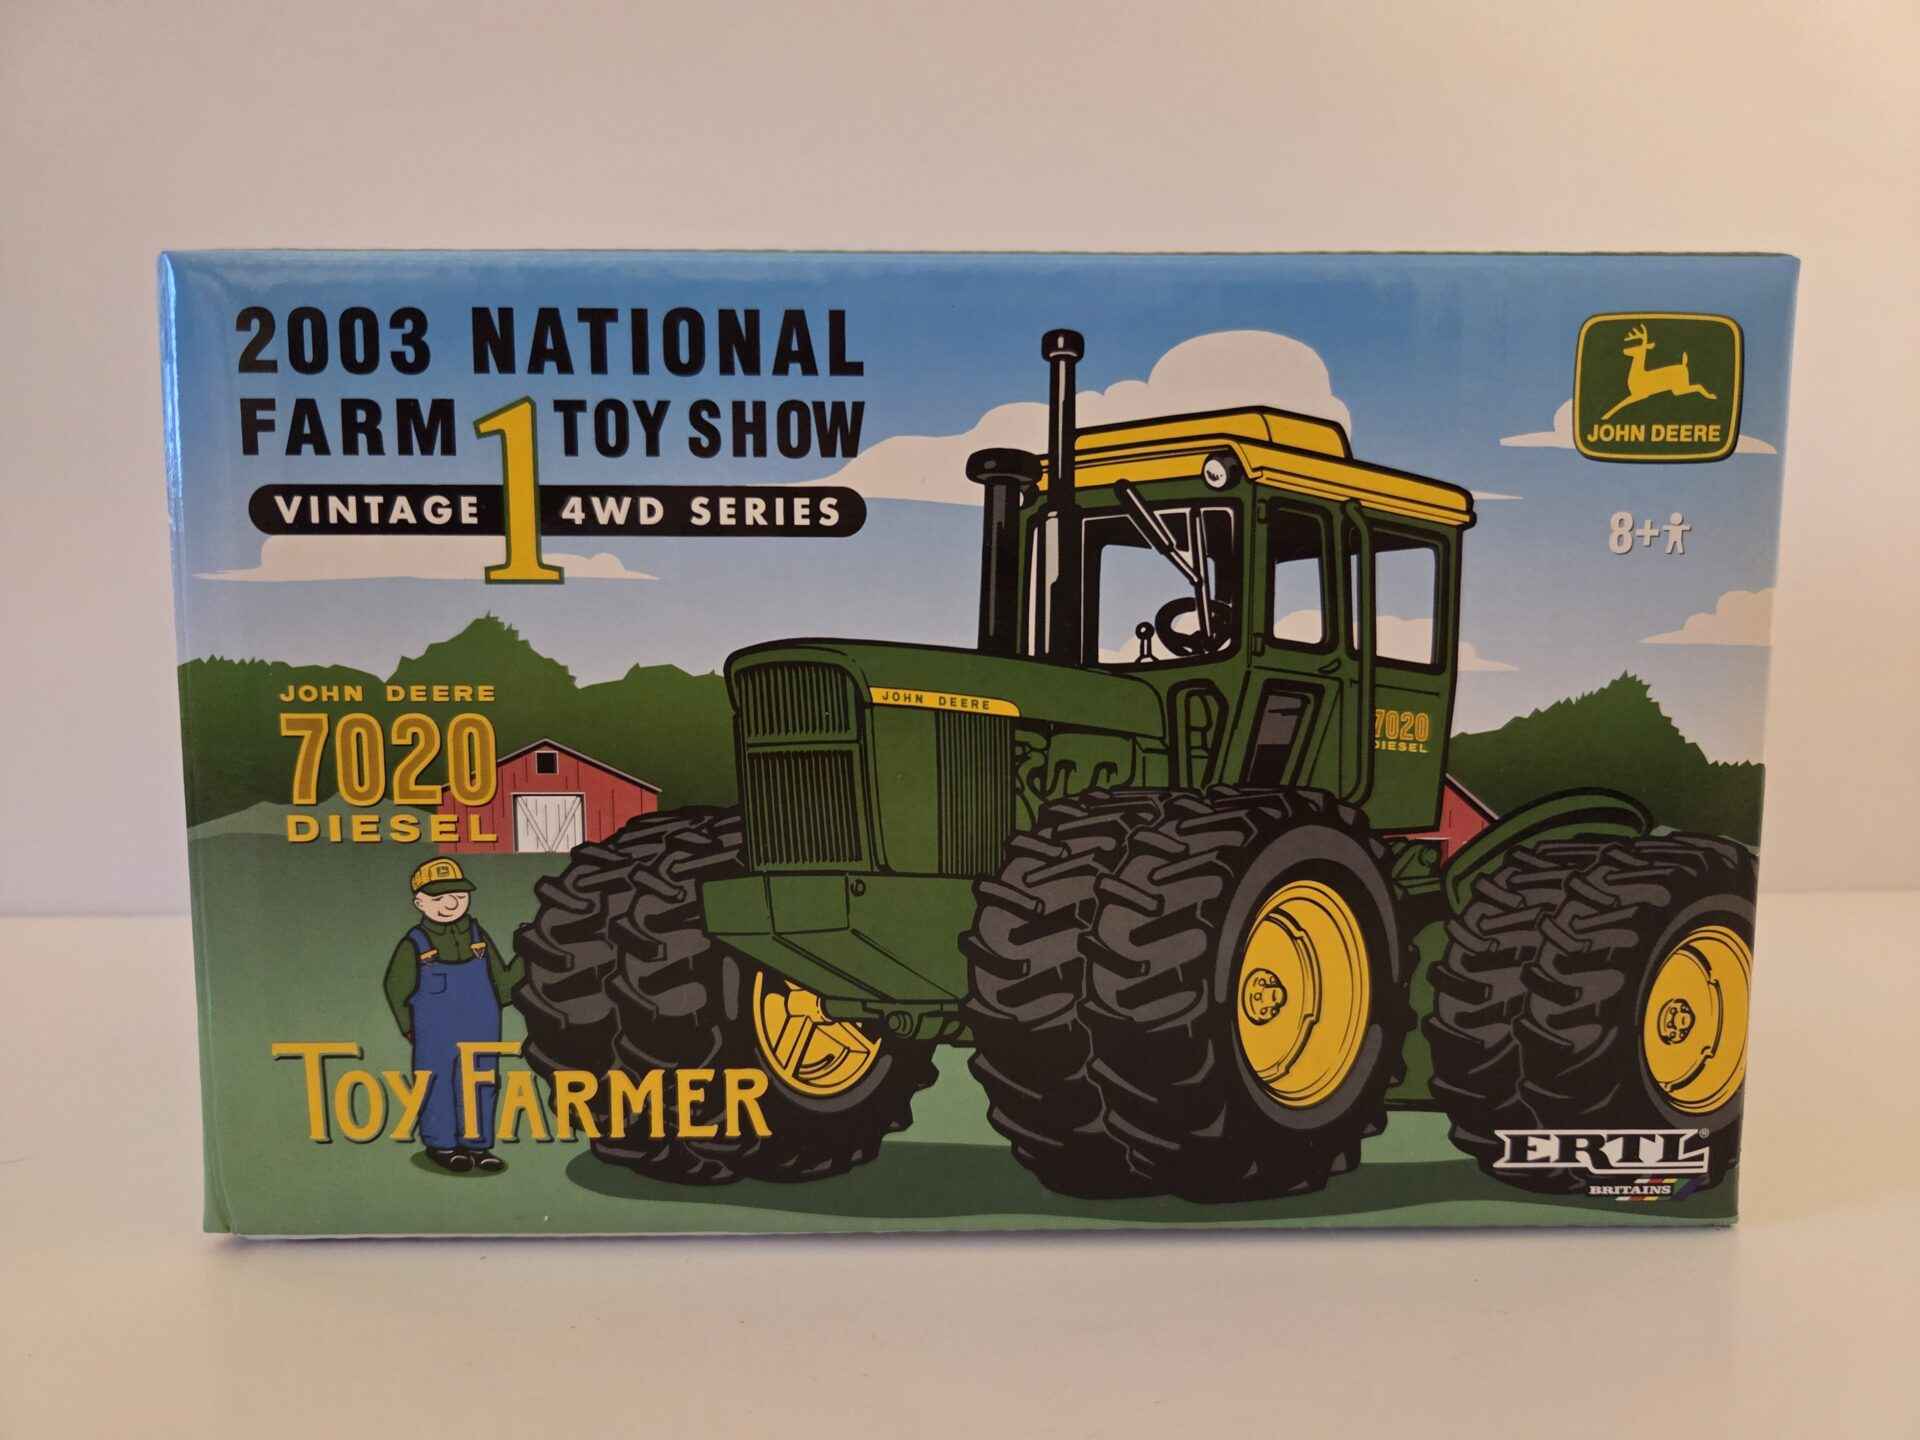 2003 NATIONAL
FARM TOY SHOW
1
VINTAGE 4WD SERIES
JOHN DEERE
8+
JOHN DEERE
7020
DIESEL
JOHN DEERE
7020
DIESEL
TOY FARMER
ERTL®
BRITAINS